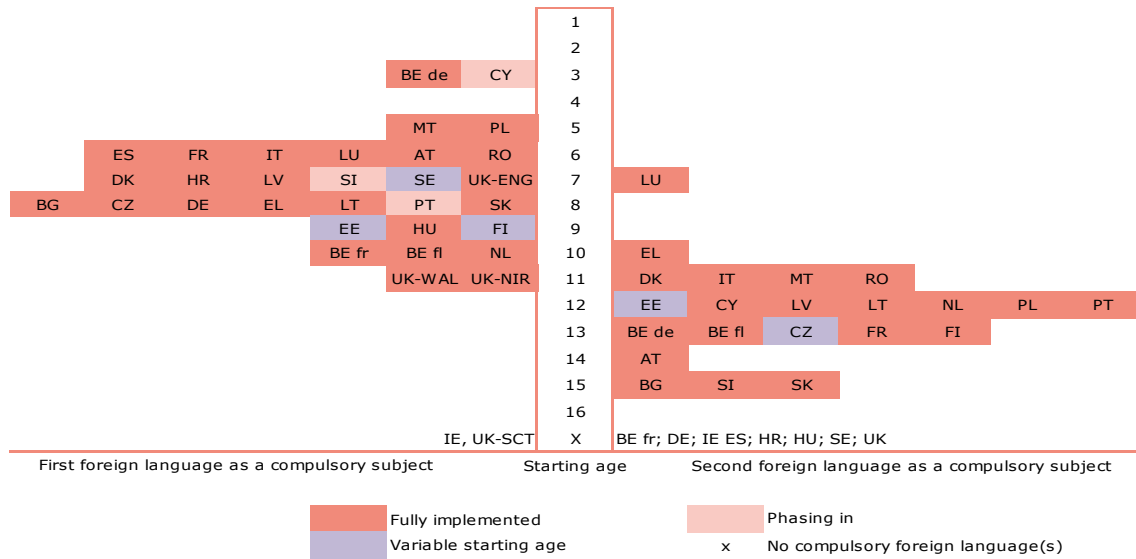 1
2
BE de CY 3
4
MT PL 5
ES FR IT LU AT RO 6
DK HR LV SI SE UK-ENG 7 LU
BG CZ DE EL LT PT SK 8
EE HU FI 9
BE fr BE fl NL 10 EL
UK-WAL UK-NIR 11 DK IT MT RO
12 EE CY LV LT NL PL PT
13 BE de BE fl CZ FR FI
14 AT
15 BG SI SK
16
IE, UK-SCT X BE fr; DE; IE ES; HR; HU; SE; UK
First foreign language as a compulsory subject Starting age Second foreign language as a compulsory subject
Fully implemented Phasing in
Variable starting age x No compulsory foreign language(s)